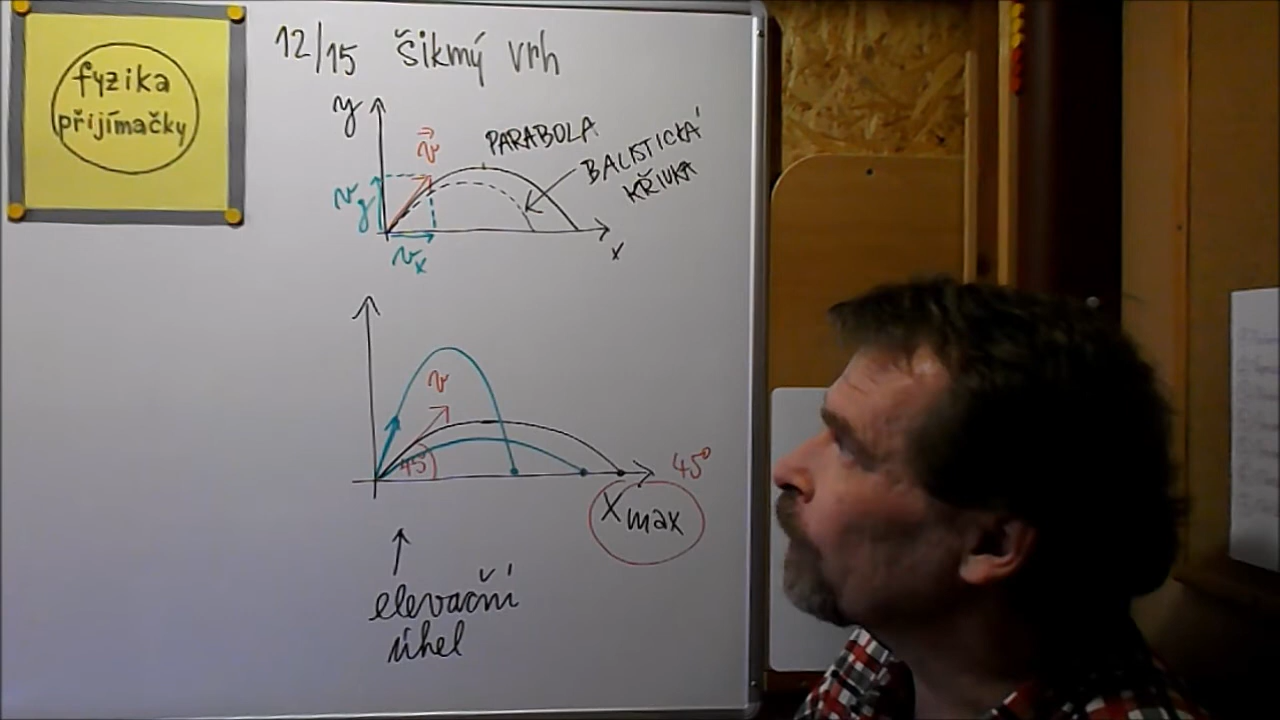 fyzika
přijímačky
12/15 šikmý vrh
y
v
PARABOLA
BALISTICKÁ
KŘIVKA
vy
vx
x
v
45°
45°
xmax
elevační
úhel